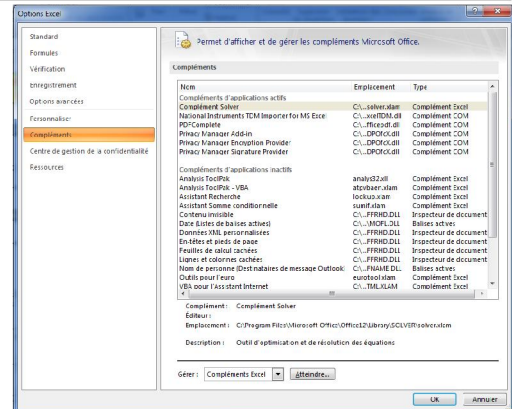 Options Excel
Standard
Formules
Vérification
Enregistrement
Options avancées
Personnaliser
Compléments
Centre de gestion de la confidentialité
Ressources
Permet d'afficher et de gérer les compléments Microsoft Office.
Compléments
Nom Emplacement Type
Compléments d'applications actifs
Complément Solver C:\...solver.xlam Complément Excel
National Instruments TDM Importer for MS Excel C:\...xcelTDM.dll Complément COM
PDFComplete C:\...fficepdf.dll Complément COM
Privacy Manager Add-in C:\...DPOFcX.dll Complément COM
Privacy Manager Encryption Provider C:\...DPOFcX.dll Complément COM
Privacy Manager Signature Provider C:\...DPOFcX.dll Complément COM
Compléments d'applications inactifs
Analysis ToolPak analys32.xll Complément Excel
Analysis ToolPak - VBA atpvbaen.xlam Complément Excel
Assistant Recherche lookup.xlam Complément Excel
Assistant Somme conditionnelle sumif.xlam Complément Excel
Contenu invisible C:\...FFRHD.DLL Inspecteur de document
Date (Listes de balises actives) C:\...\MOFL.DLL Balises actives
Données XML personnalisées C:\...FFRHD.DLL Inspecteur de document
En-têtes et pieds de page C:\...FFRHD.DLL Inspecteur de document
Feuilles de calcul cachées C:\...FFRHD.DLL Inspecteur de document
Lignes et colonnes cachées C:\...FFRHD.DLL Inspecteur de document
Nom de personne (Destinataires de message Outlook) C:\...FNAME.DLL Balises actives
Outils pour l'euro eurotool.xlam Complément Excel
VBA pour l'Assistant Internet C:\...TML.XLAM Complément Excel
Complément : Complément Solver
Éditeur :
Emplacement : C:\Program Files\Microsoft Office\Office12\Library\SOLVER\solver.xlam
Description : Outil d'optimisation et de résolution des équations
Gérer : Compléments Excel Atteindre...
OK Annuler